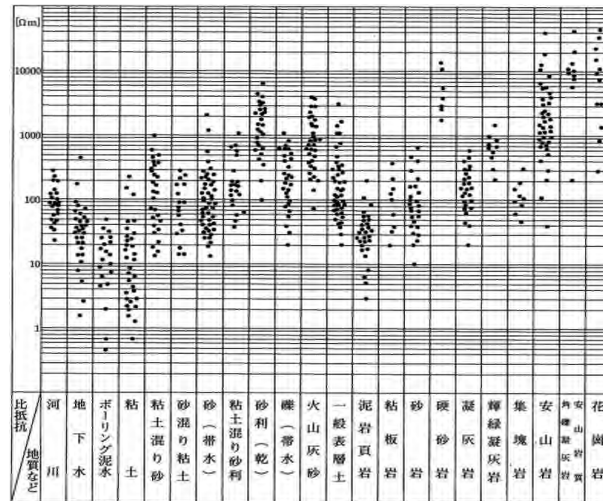 [Ωm]
10000
1000
100
10
1
比抵抗
地質など
河川
地下水
ボーリング泥水
粘土
粘土混り砂
砂混り粘土
砂(帯水)
粘土混り砂利
砂利(乾)
礫(帯水)
火山灰砂
一般表層土
泥岩頁岩
粘板岩
砂岩
硬砂岩
凝灰岩
輝緑凝灰岩
集塊岩
安山岩
安山岩質
角礫凝灰岩
花崗岩